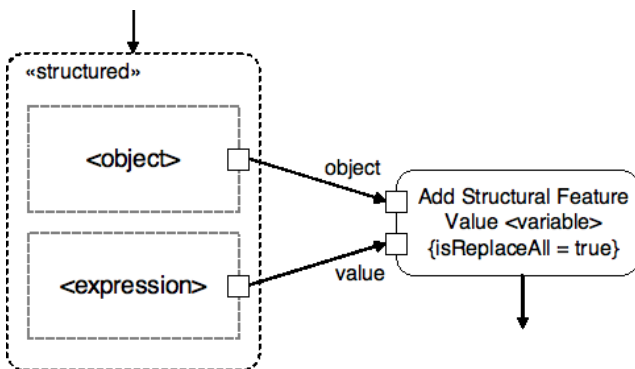 «structured»
<object>
object
Add Structural Feature
Value <variable>
{isReplaceAll = true}
<expression>
value